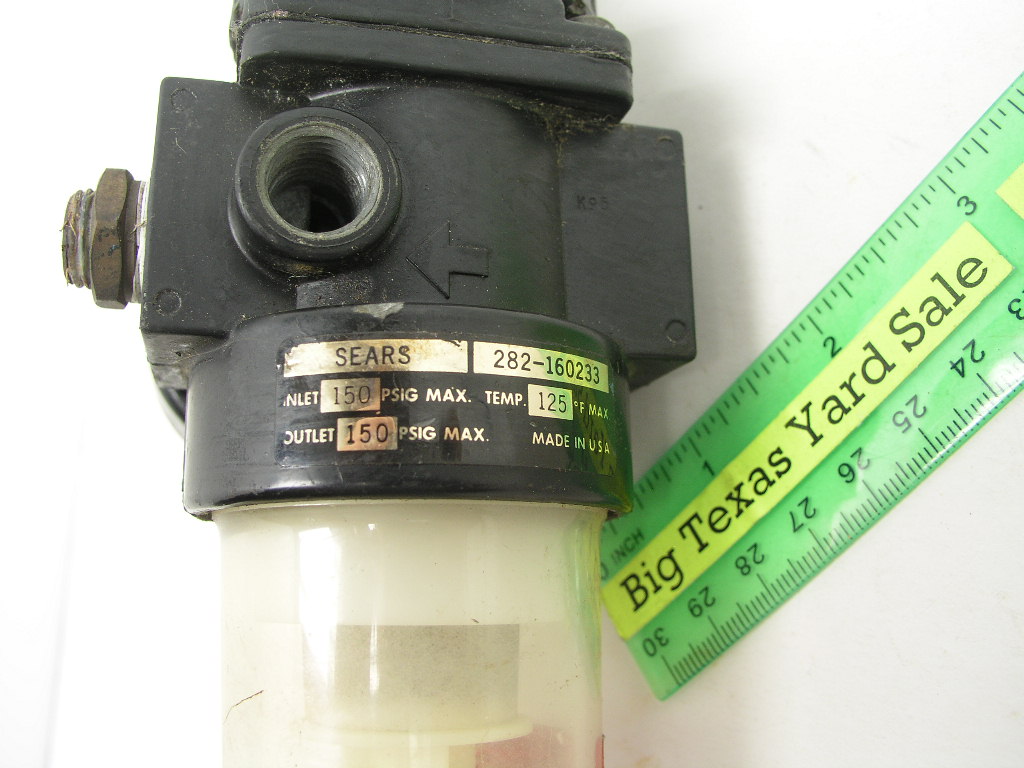 K95
SEARS
282-160233
INLET 150 PSIG MAX. TEMP. 125 °F MAX
OUTLET 150 PSIG MAX. MADE IN USA
Big Texas Yard Sale
INCH
1
2
3
24
25
26
27
28
29
30